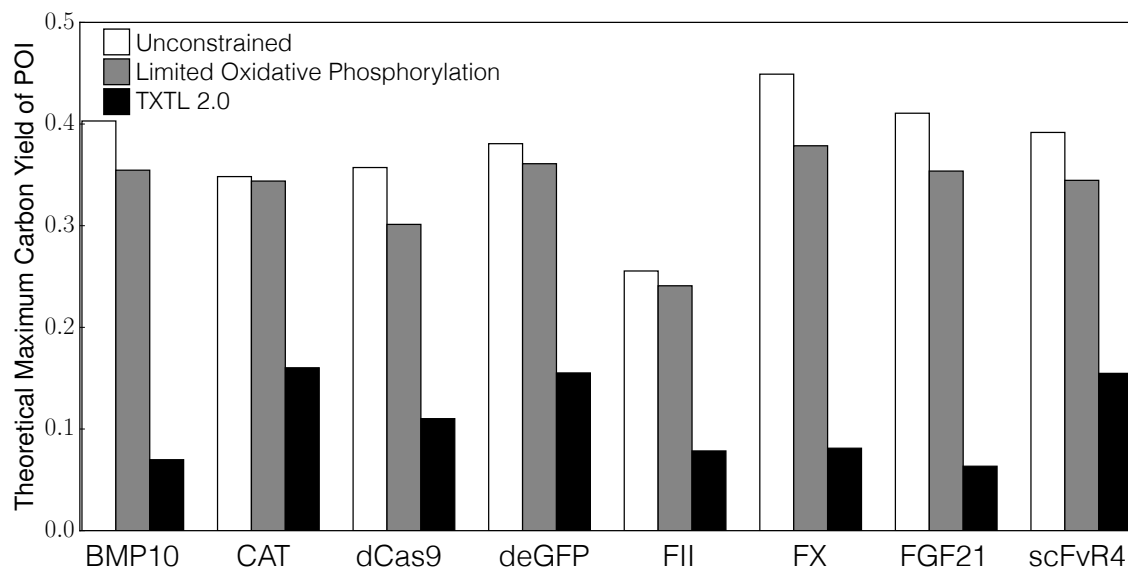 Theoretical Maximum Carbon Yield of POI
0.5
0.4
0.3
0.2
0.1
0.0
Unconstrained
Limited Oxidative Phosphorylation
TXTL 2.0
BMP10 CAT dCas9 deGFP FII FX FGF21 scFvR4